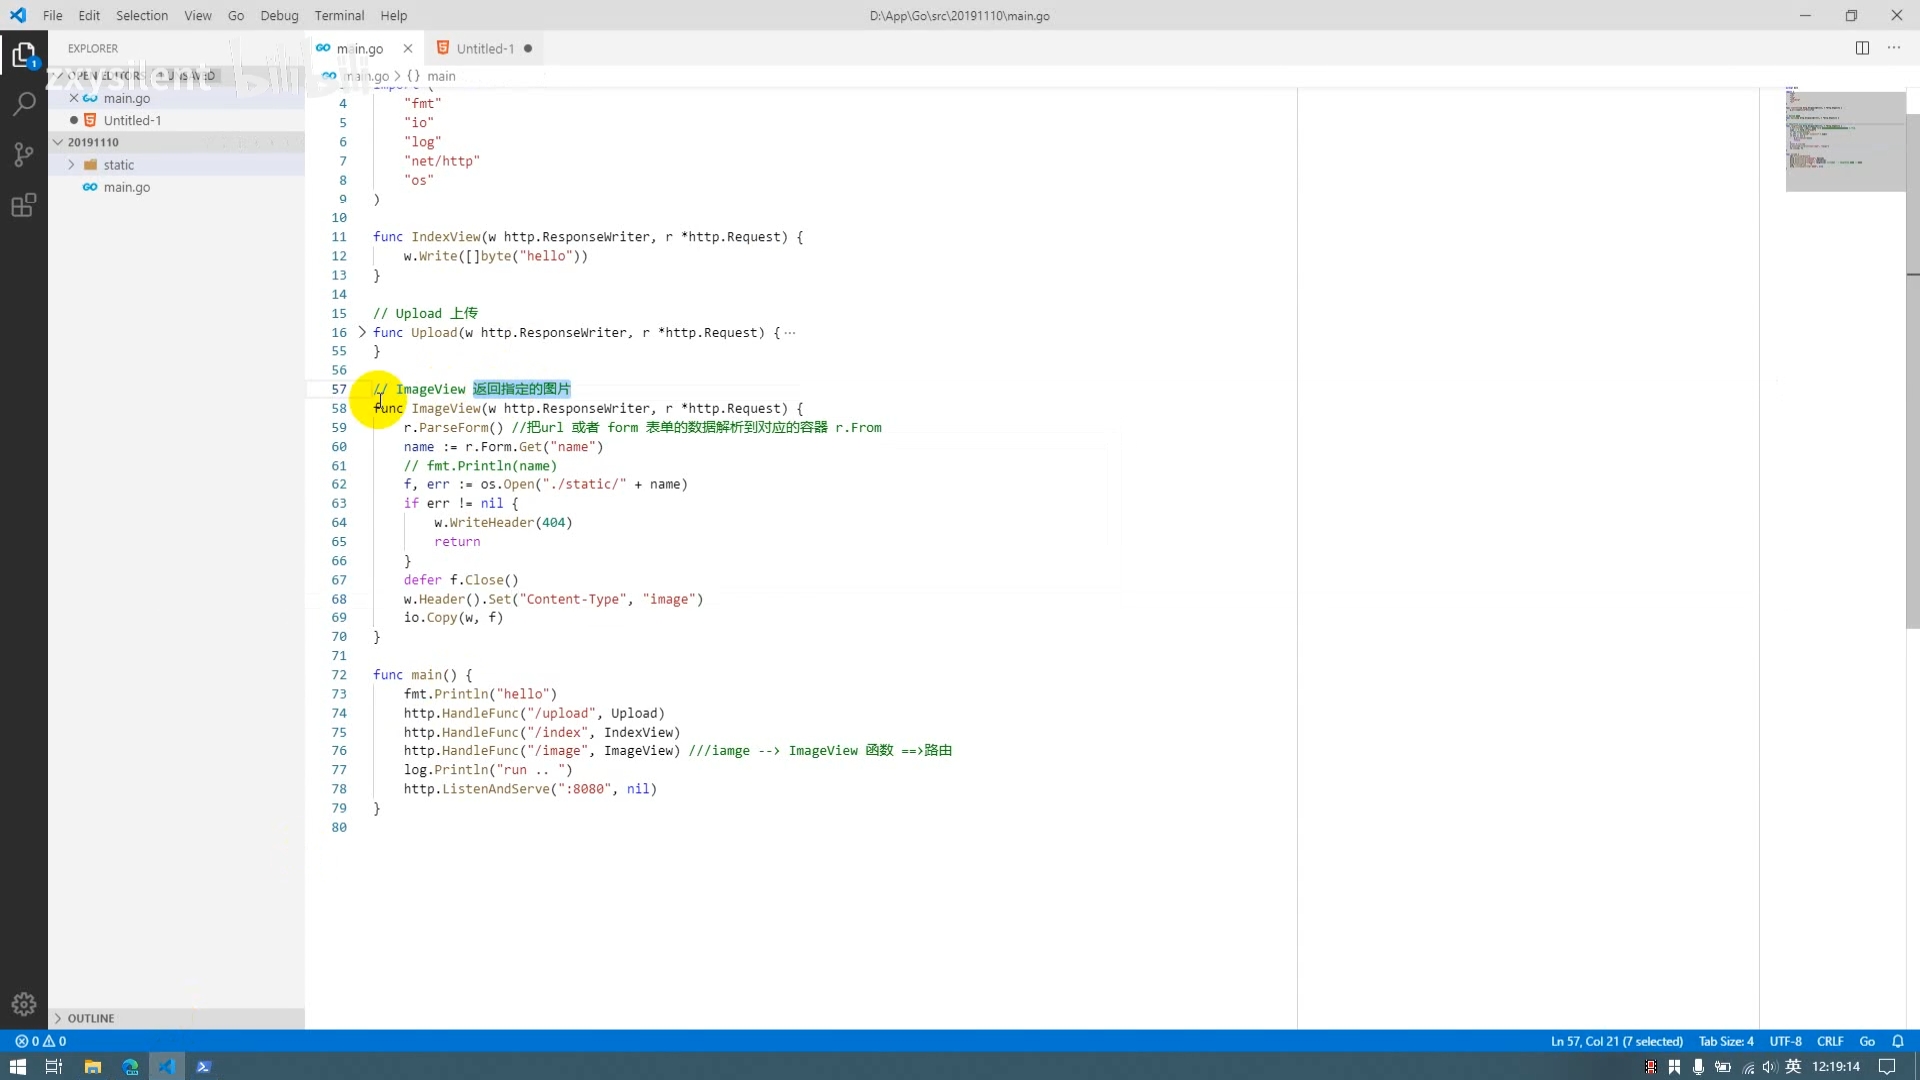 File Edit Selection View Go Debug Terminal Help
D:\App\Go\src\20191110\main.go
EXPLORER
main.go
Untitled-1
OPEN EDITORS 1 UNSAVED
zxysilent bilibili
main.go > {} main
main.go
Untitled-1
20191110
static
main.go
import (
4 "fmt"
5 "io"
6 "log"
7 "net/http"
8 "os"
9 )
10
11 func IndexView(w http.ResponseWriter, r *http.Request) {
12 w.Write([]byte("hello"))
13 }
14
15 // Upload 上传
16 func Upload(w http.ResponseWriter, r *http.Request) {···
55 }
56
57 // ImageView 返回指定的图片
58 func ImageView(w http.ResponseWriter, r *http.Request) {
59 r.ParseForm() //把url 或者 form 表单的数据解析到对应的容器 r.From
60 name := r.Form.Get("name")
61 // fmt.Println(name)
62 f, err := os.Open("./static/" + name)
63 if err != nil {
64 w.WriteHeader(404)
65 return
66 }
67 defer f.Close()
68 w.Header().Set("Content-Type", "image")
69 io.Copy(w, f)
70 }
71
72 func main() {
73 fmt.Println("hello")
74 http.HandleFunc("/upload", Upload)
75 http.HandleFunc("/index", IndexView)
76 http.HandleFunc("/image", ImageView) ///iamge --> ImageView 函数 ==>路由
77 log.Println("run .. ")
78 http.ListenAndServe(":8080", nil)
79 }
80
OUTLINE
0 0
Ln 57, Col 21 (7 selected) Tab Size: 4 UTF-8 CRLF Go
英 12:19:14